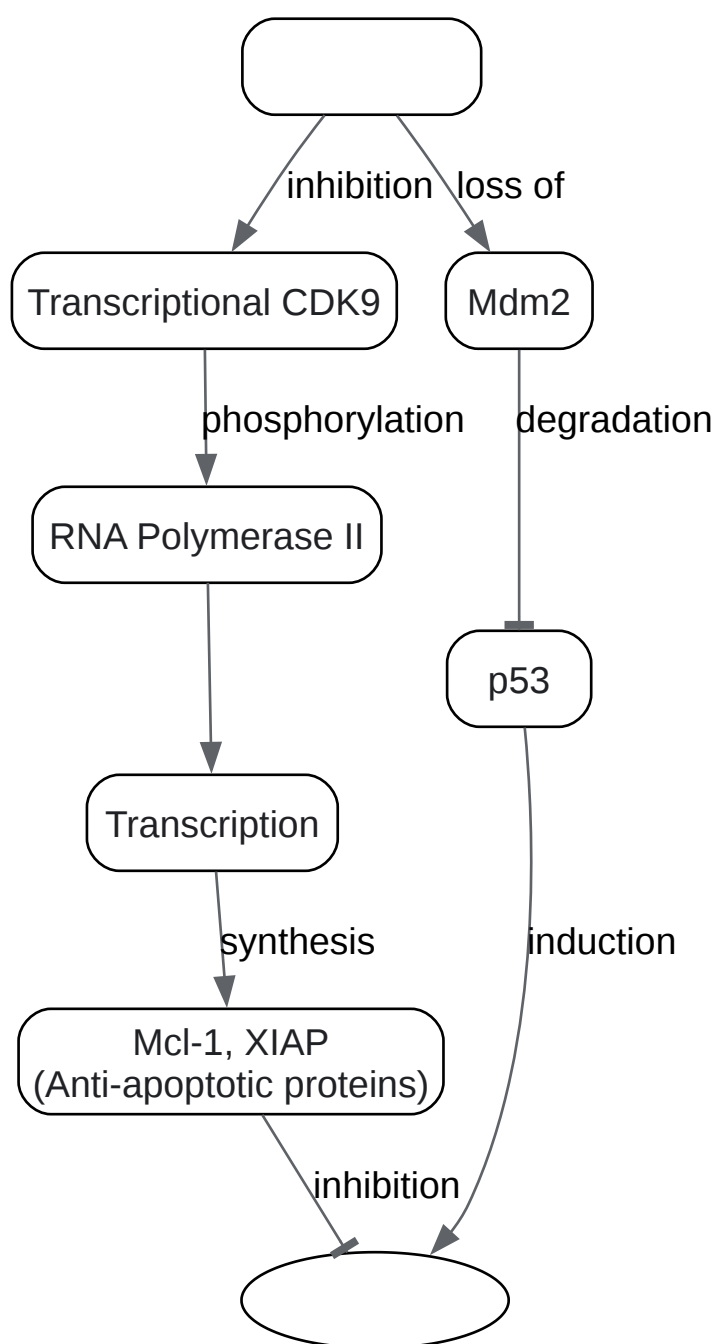 inhibition
loss of
Transcriptional CDK9
Mdm2
phosphorylation
degradation
RNA Polymerase II
p53
Transcription
synthesis
induction
Mcl-1, XIAP
(Anti-apoptotic proteins)
inhibition